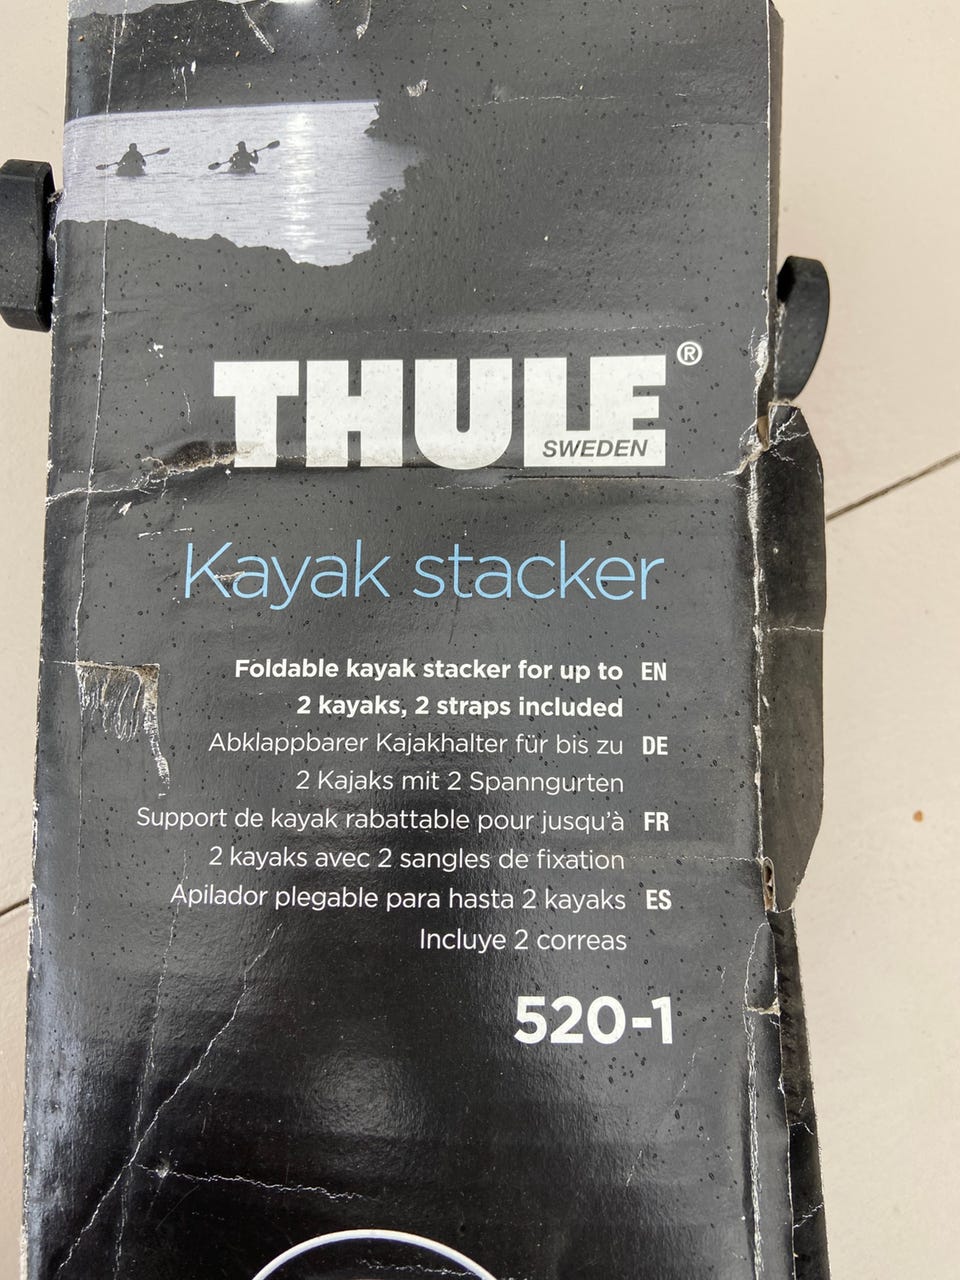 THULE®
SWEDEN
Kayak stacker
Foldable kayak stacker for up to EN
2 kayaks, 2 straps included
Abklappbarer Kajakhalter für bis zu DE
2 Kajaks mit 2 Spanngurten
Support de kayak rabattable pour jusqu'à FR
2 kayaks avec 2 sangles de fixation
Apilador plegable para hasta 2 kayaks ES
Incluye 2 correas
520-1